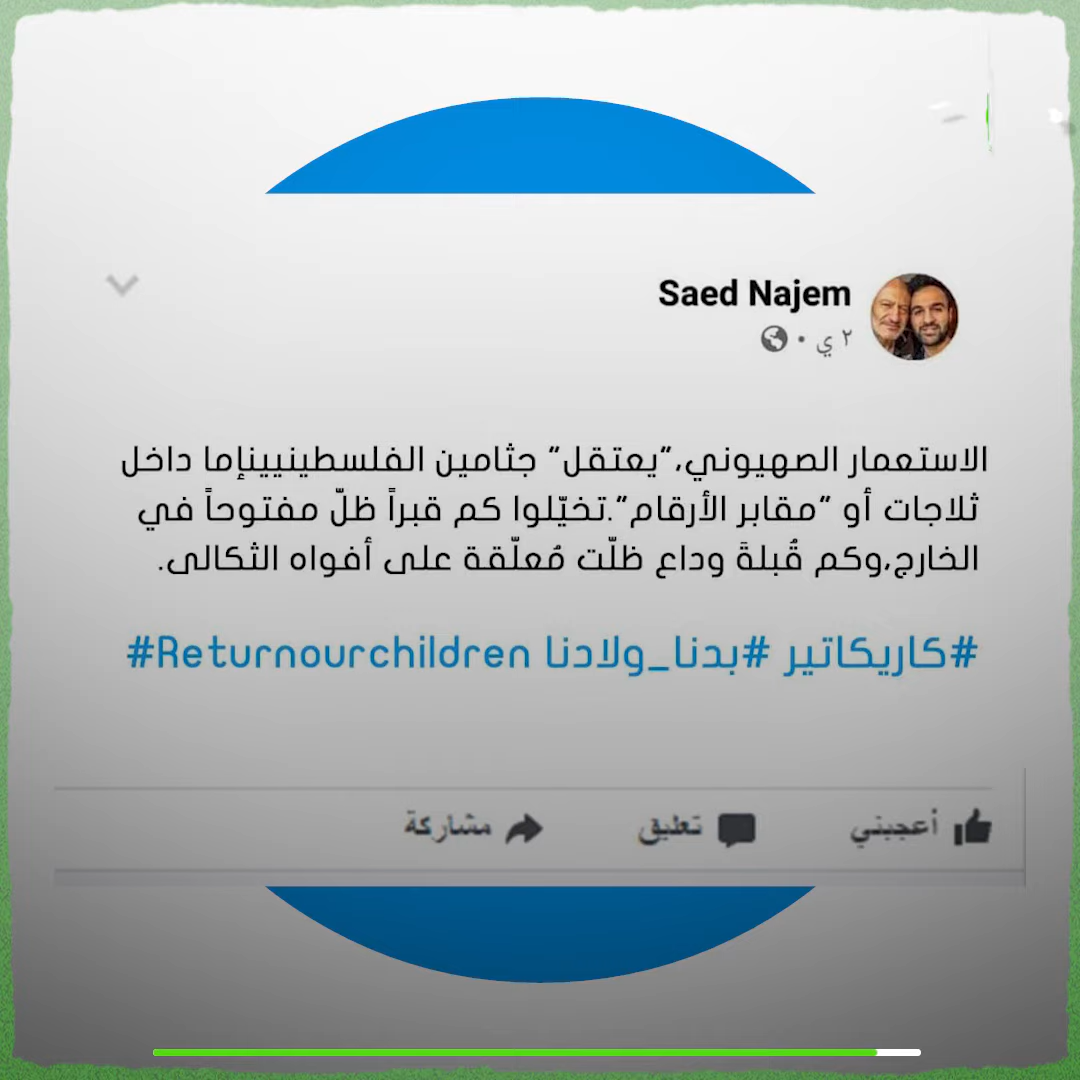 Saed Najem
٢ ي •
الاستعمار الصهيوني،"يعتقل" جثامين الفلسطينيينإما داخل
ثلاجات أو "مقابر الأرقام".تخيّلوا كم قبراً ظلّ مفتوحاً في
الخارج،وكم قُبلةَ وداع ظلّت مُعلّقة على أفواه الثكالى.
#كاريكاتير #بدنا_ولادنا Returnourchildren#
أعجبني تعليق مشاركة